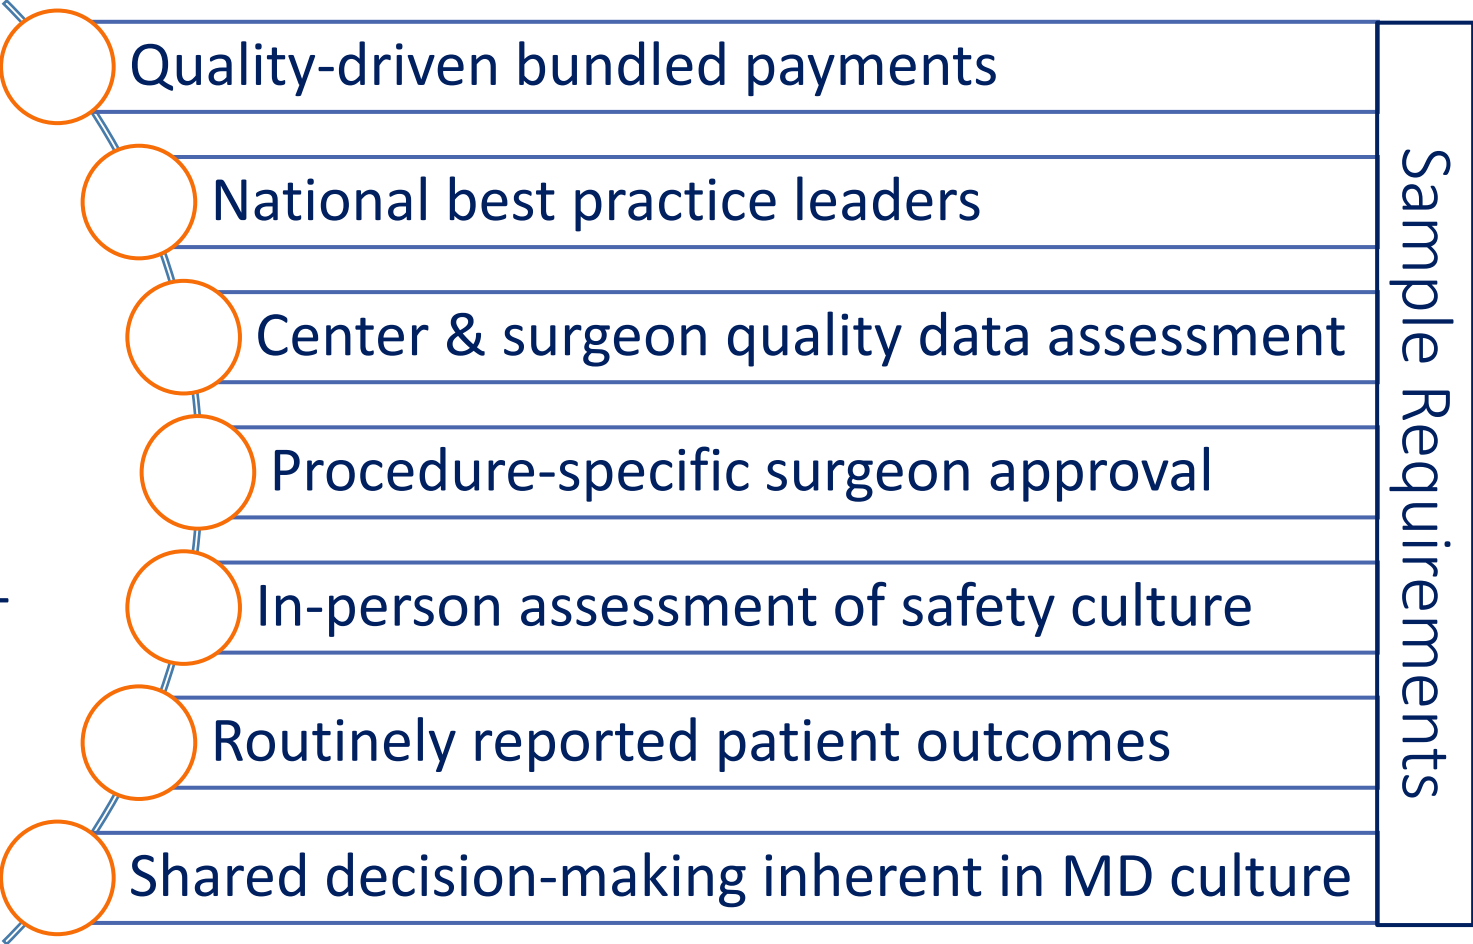 Quality-driven bundled payments
National best practice leaders
Center & surgeon quality data assessment
Procedure-specific surgeon approval
In-person assessment of safety culture
Routinely reported patient outcomes
Shared decision-making inherent in MD culture
Sample Requirements